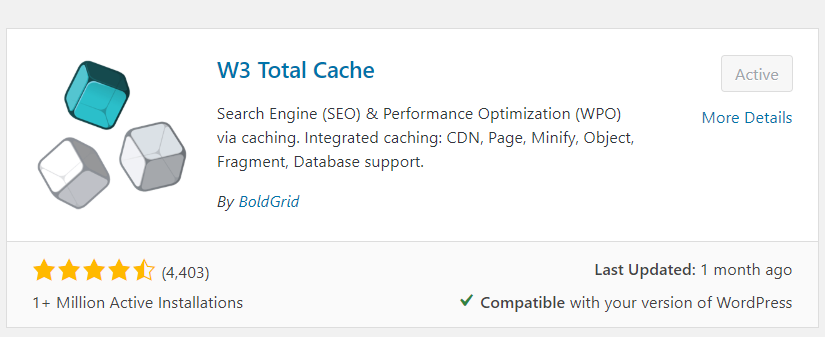 W3 Total Cache
Active
More Details
Search Engine (SEO) & Performance Optimization (WPO)
via caching. Integrated caching: CDN, Page, Minify, Object,
Fragment, Database support.
By BoldGrid
(4,403)
Last Updated: 1 month ago
1+ Million Active Installations
Compatible with your version of WordPress